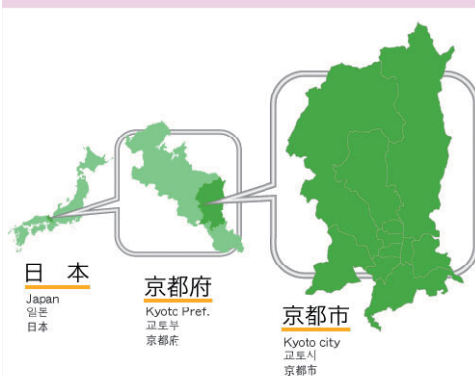 日 本
Japan
일본
日本
京都府
Kyoto Pref.
교토부
京都府
京都市
Kyoto city
교토시
京都市